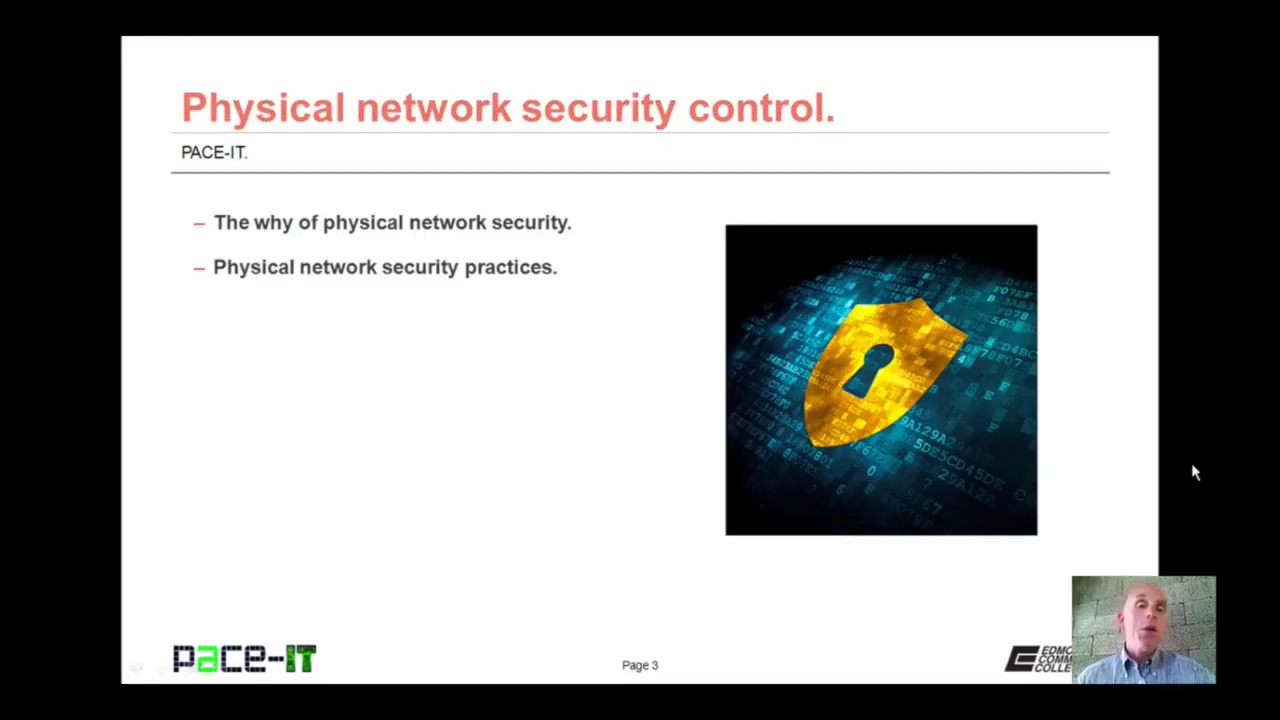 Physical network security control.
PACE-IT.
– The why of physical network security.
– Physical network security practices.
pace-IT
Page 3